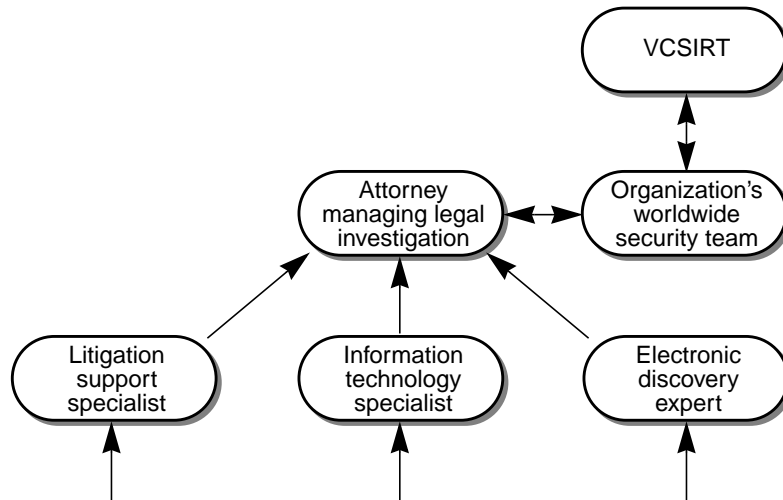 VCSIRT
Attorney
managing legal
investigation
Organization's
worldwide
security team
Litigation
support
specialist
Information
technology
specialist
Electronic
discovery
expert